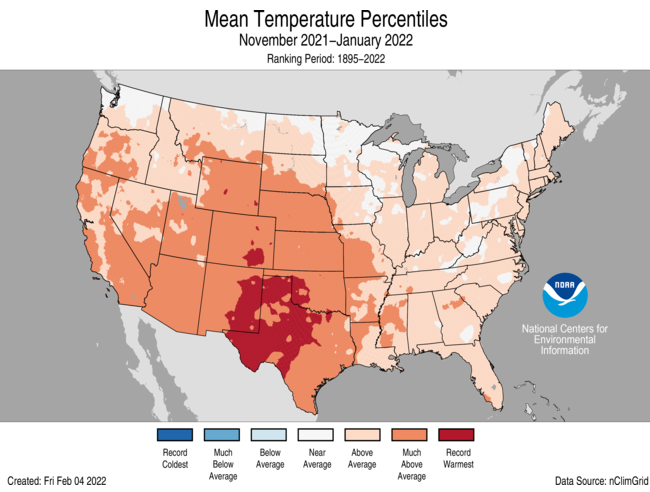 Mean Temperature Percentiles
November 2021–January 2022
Ranking Period: 1895–2022
NOAA
National Centers for
Environmental
Information
Record
Coldest
Much
Below
Average
Below
Average
Near
Average
Above
Average
Much
Above
Average
Record
Warmest
Created: Fri Feb 04 2022
Data Source: nClimGrid